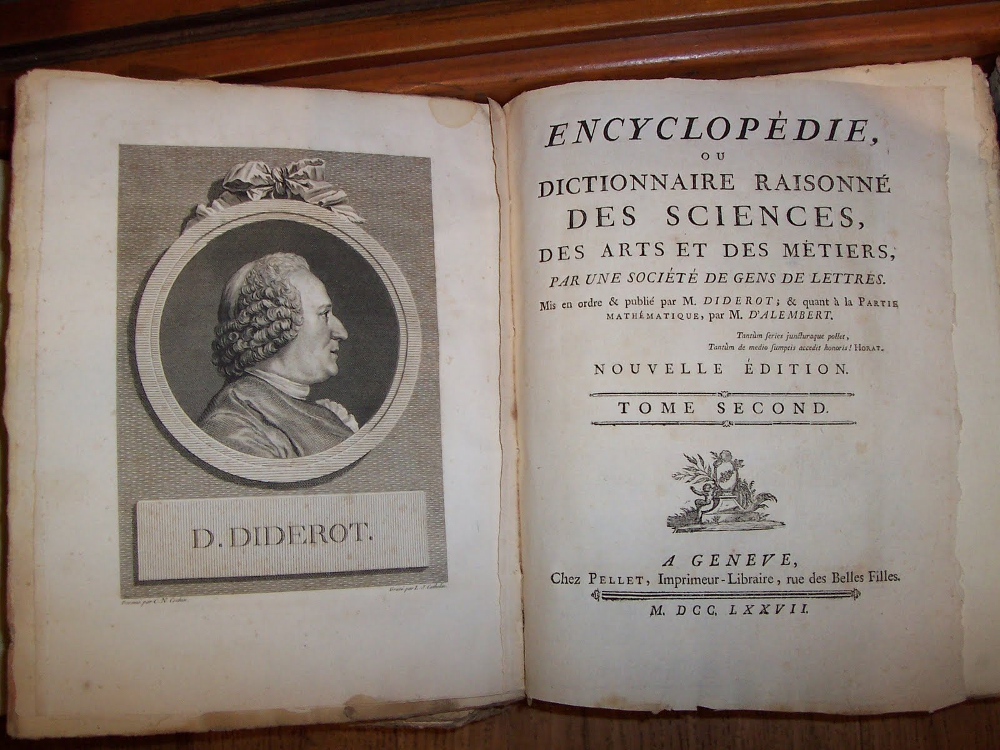 D. DIDEROT.
Dessiné par C. N. Cochin.
Gravé par L. J. Cathelin.
ENCYCLOPÉDIE,
OU
DICTIONNAIRE RAISONNÉ
DES SCIENCES,
DES ARTS ET DES MÉTIERS,
PAR UNE SOCIÉTÉ DE GENS DE LETTRES.
Mis en ordre & publié par M. DIDEROT; & quant à la PARTIE
MATHÉMATIQUE, par M. D'ALEMBERT.
Tantùm ſeries juncturaque pollet,
Tantùm de medio ſumptis accedit honoris! HORAT.
NOUVELLE ÉDITION.
TOME SECOND.
A GENEVE,
Chez PELLET, Imprimeur-Libraire, rue des Belles Filles.
M. DCC. LXXVII.